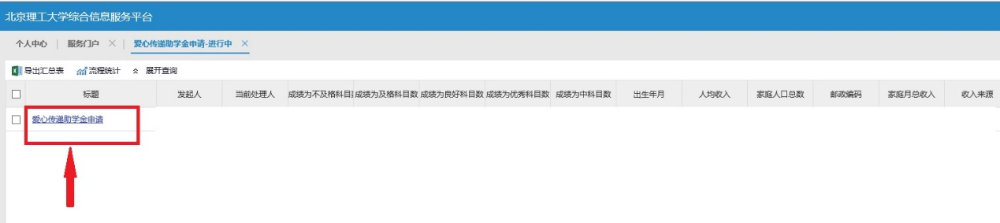 北京理工大学综合信息服务平台
个人中心 | 服务门户 × | 爱心传递助学金申请-进行中 ×
导出汇总表 流程统计 展开查询
标题 发起人 当前处理人 成绩为不及格科目 成绩为及格科目数 成绩为良好科目数 成绩为优秀科目数 成绩为中科目数 出生年月 人均收入 家庭人口总数 邮政编码 家庭月总收入 收入来源
爱心传递助学金申请